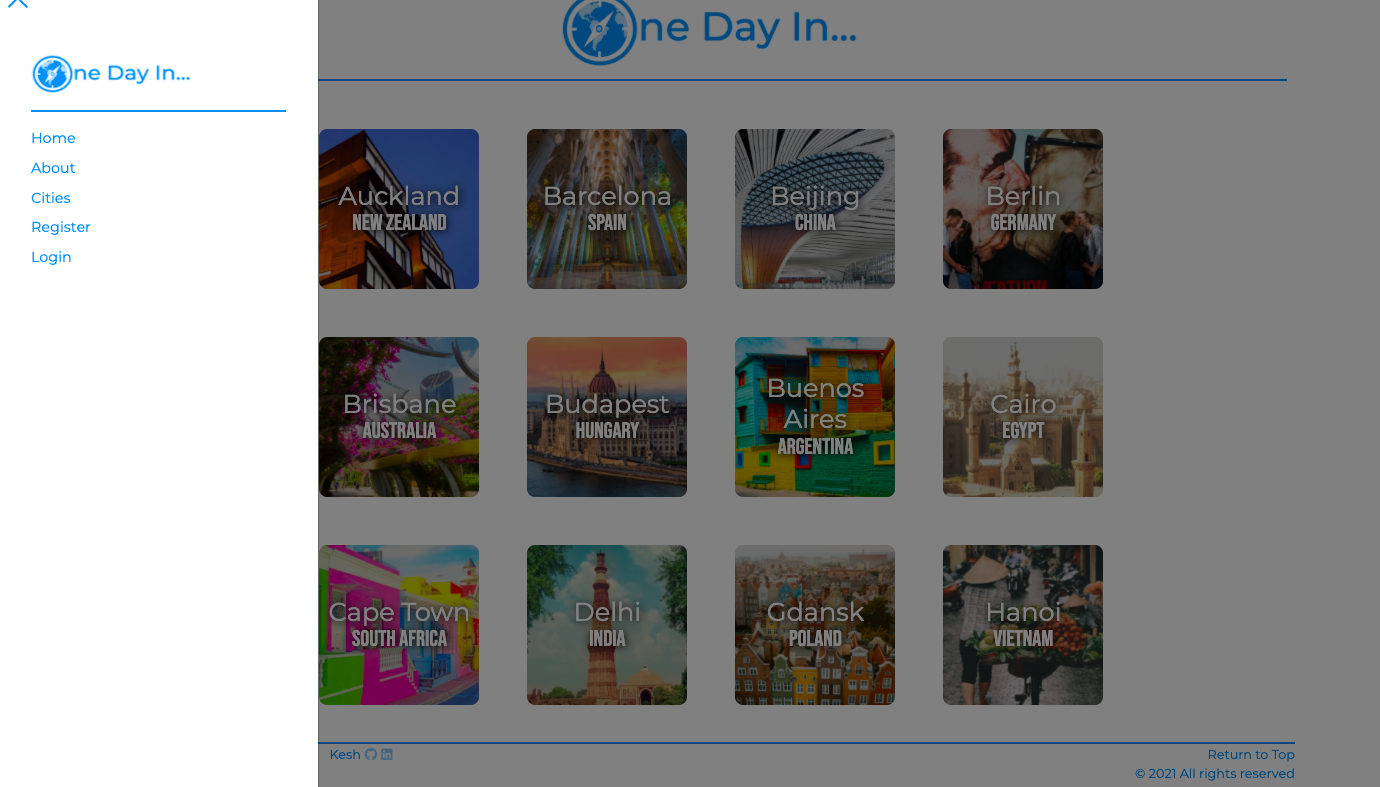 ne Day In...
Home
About
Cities
Register
Login
ne Day In...
Auckland
NEW ZEALAND
Barcelona
SPAIN
Beijing
CHINA
Berlin
GERMANY
Brisbane
AUSTRALIA
Budapest
HUNGARY
Buenos
Aires
ARGENTINA
Cairo
EGYPT
Cape Town
SOUTH AFRICA
Delhi
INDIA
Gdansk
POLAND
Hanoi
VIETNAM
Kesh
Return to Top
© 2021 All rights reserved